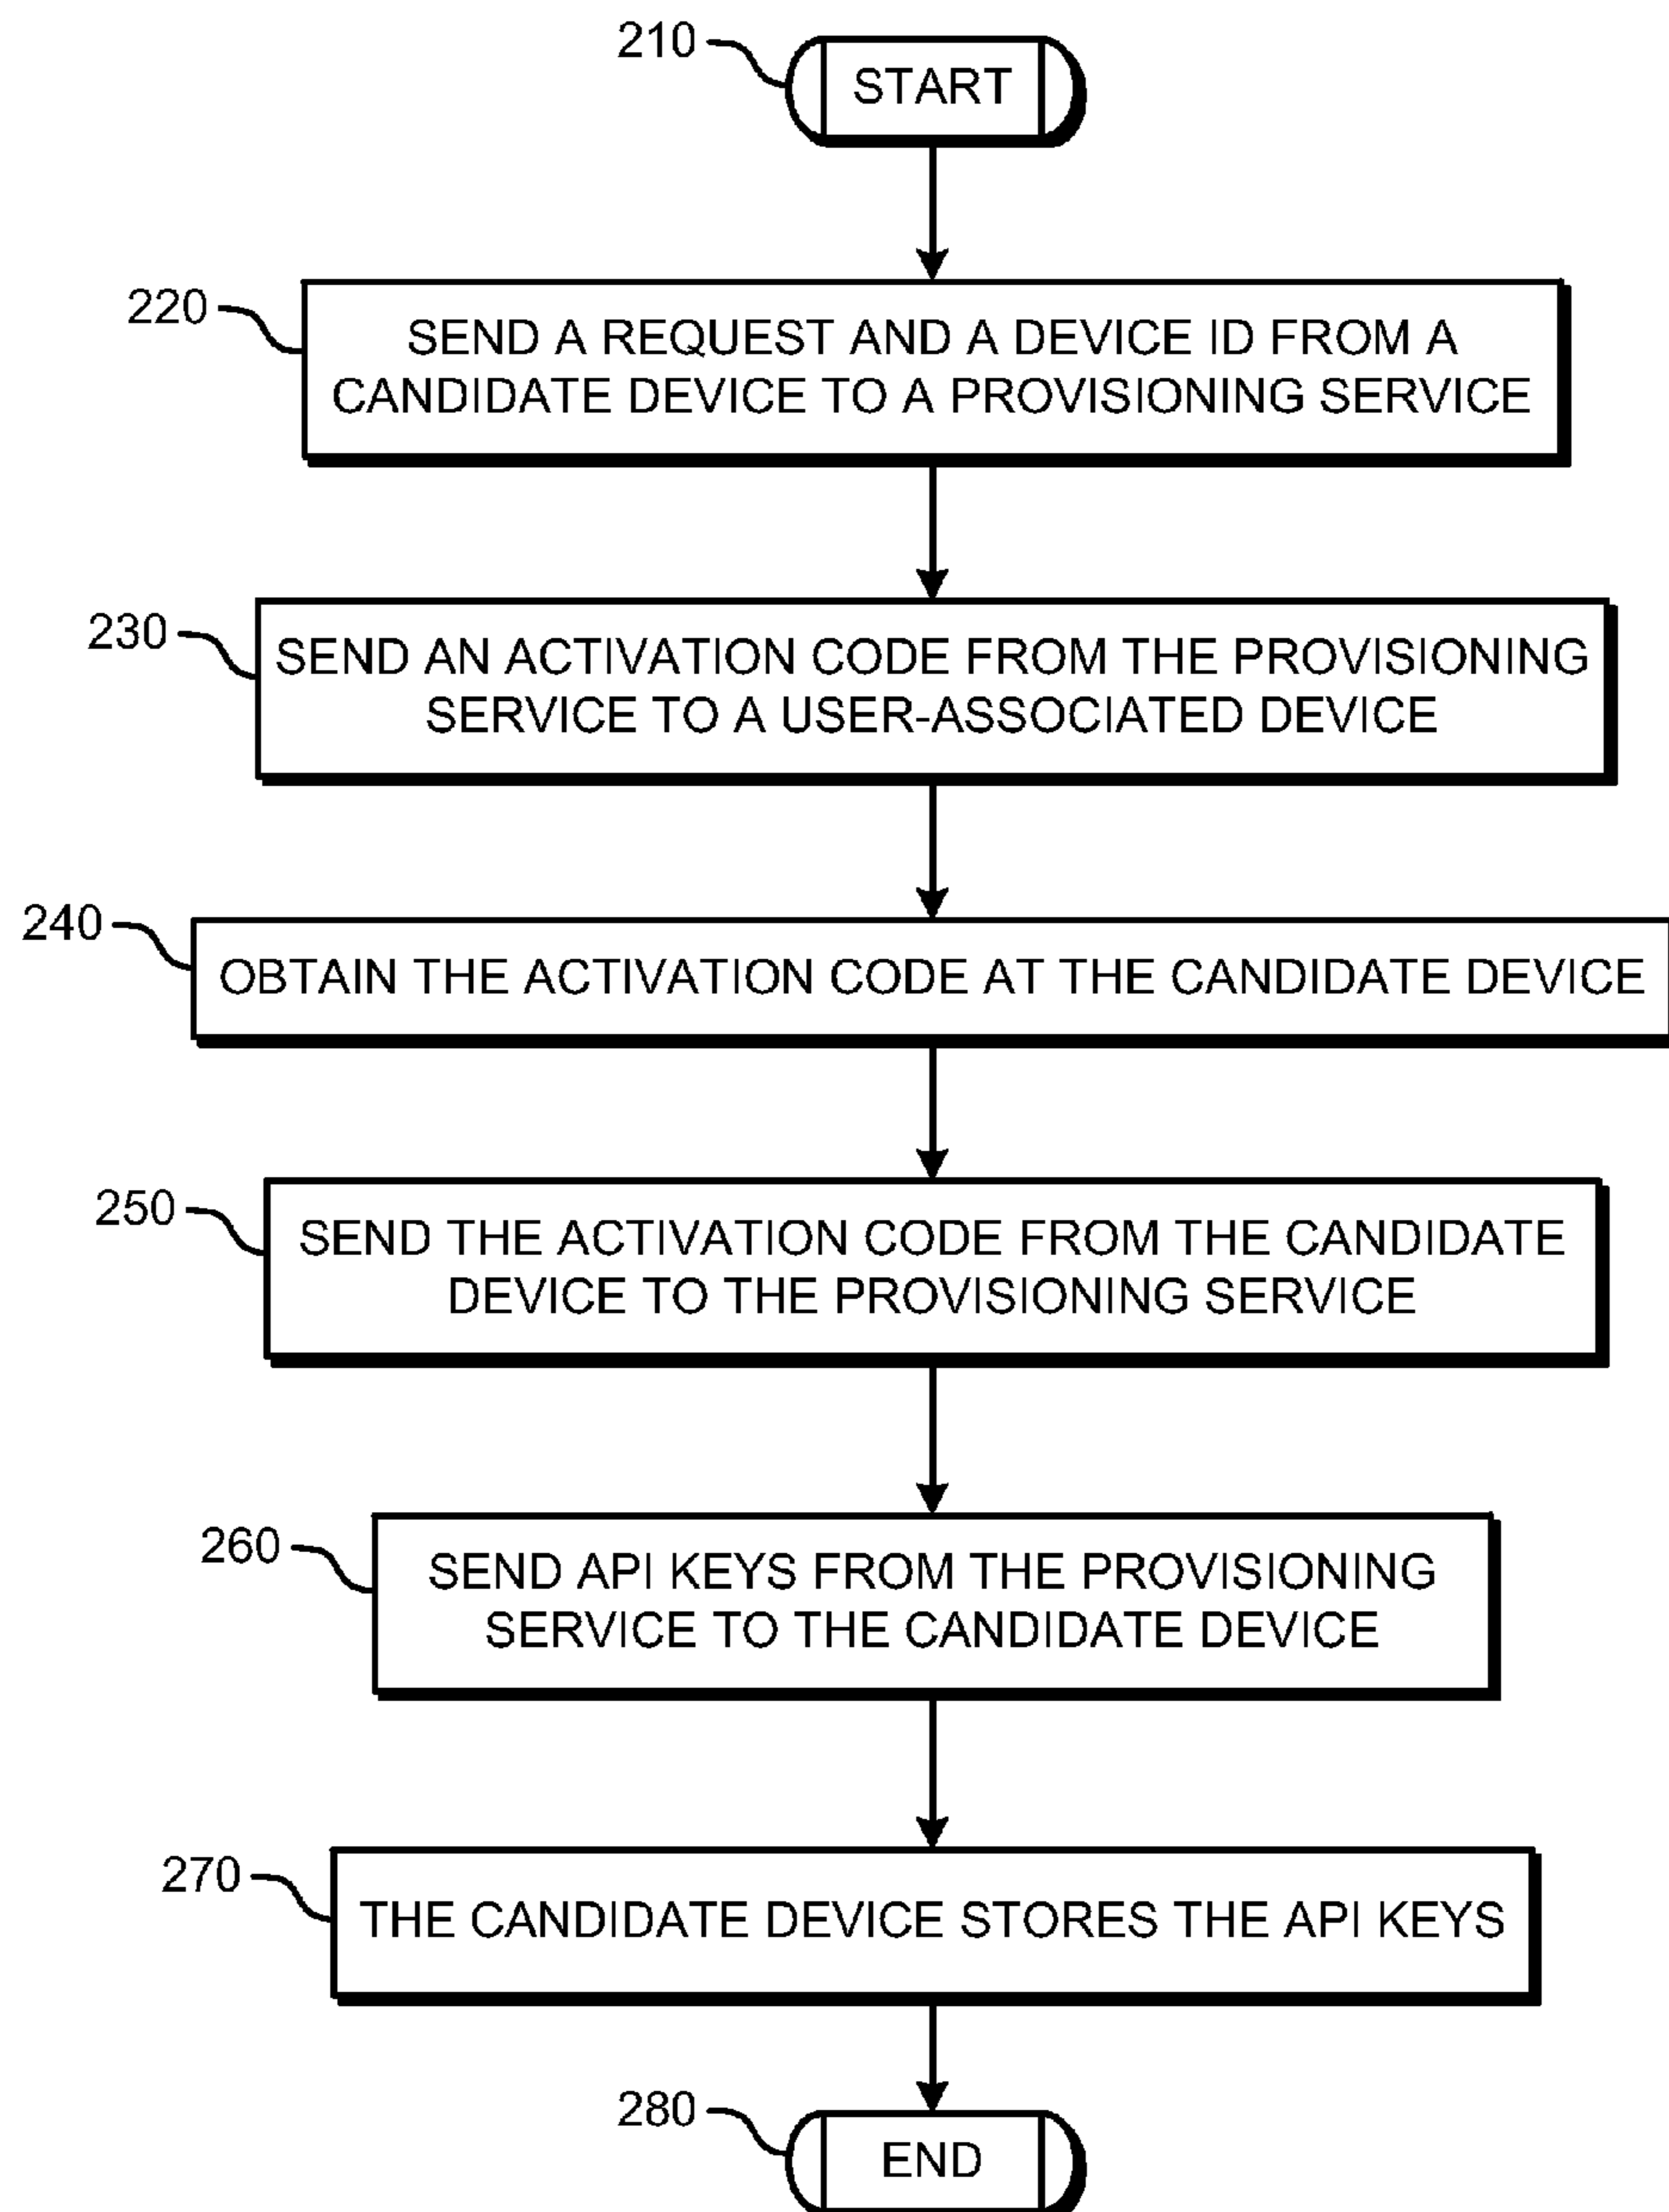 210
START
220
SEND A REQUEST AND A DEVICE ID FROM A
CANDIDATE DEVICE TO A PROVISIONING SERVICE
230
SEND AN ACTIVATION CODE FROM THE PROVISIONING
SERVICE TO A USER-ASSOCIATED DEVICE
240
OBTAIN THE ACTIVATION CODE AT THE CANDIDATE DEVICE
250
SEND THE ACTIVATION CODE FROM THE CANDIDATE
DEVICE TO THE PROVISIONING SERVICE
260
SEND API KEYS FROM THE PROVISIONING
SERVICE TO THE CANDIDATE DEVICE
270
THE CANDIDATE DEVICE STORES THE API KEYS
280
END